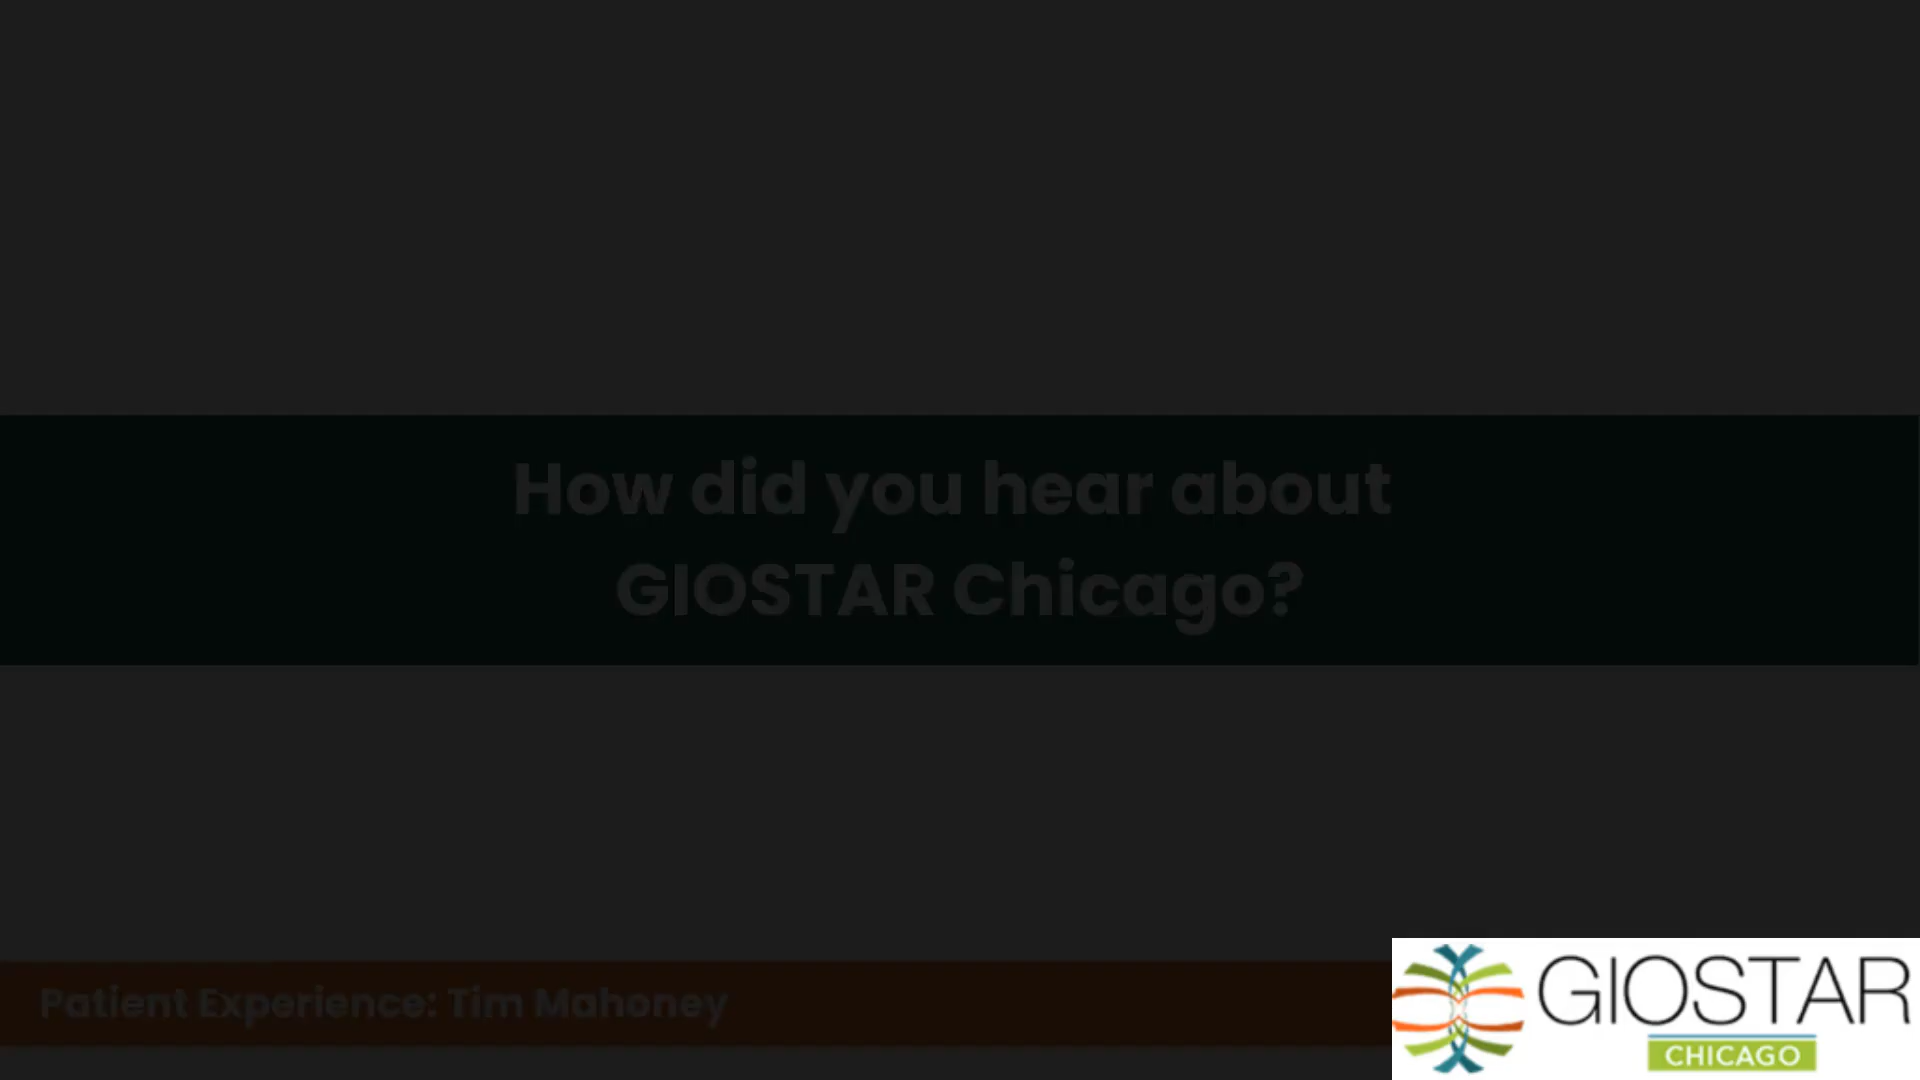 How did you hear about
GIOSTAR Chicago?
Patient Experience: Tim Mahoney
GIOSTAR
CHICAGO